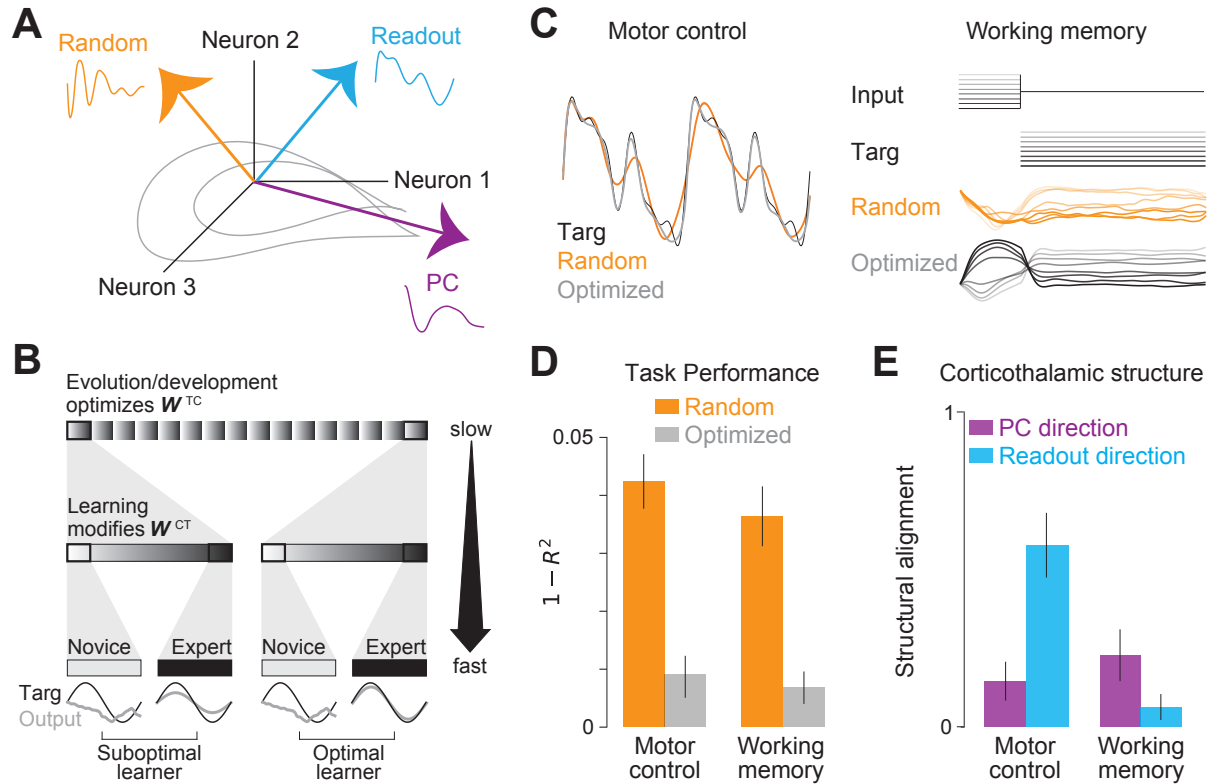 A
Random
Neuron 2
Readout
Neuron 1
Neuron 3
PC
B
Evolution/development
optimizes W TC
slow
Learning
modifies W CT
Novice
Expert
Novice
Expert
fast
Targ
Output
Suboptimal
learner
Optimal
learner
C
Motor control
Targ
Random
Optimized
Working memory
Input
Targ
Random
Optimized
D
Task Performance
Random
Optimized
0.05
1 − R²
0
Motor
control
Working
memory
E
Corticothalamic structure
1
PC direction
Readout direction
Structural alignment
0
Motor
control
Working
memory